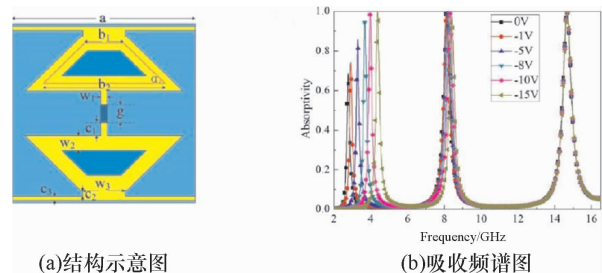 a
b₁
b₂
α
w₁
g
c₁
w₂
w₃
c₃
c₂
(a)结构示意图
1.0
0.8
0.6
0.4
0.2
0.0
Absorptivity
0V
-1V
-5V
-8V
-10V
-15V
2 4 6 8 10 12 14 16
Frequency/GHz
(b)吸收频谱图